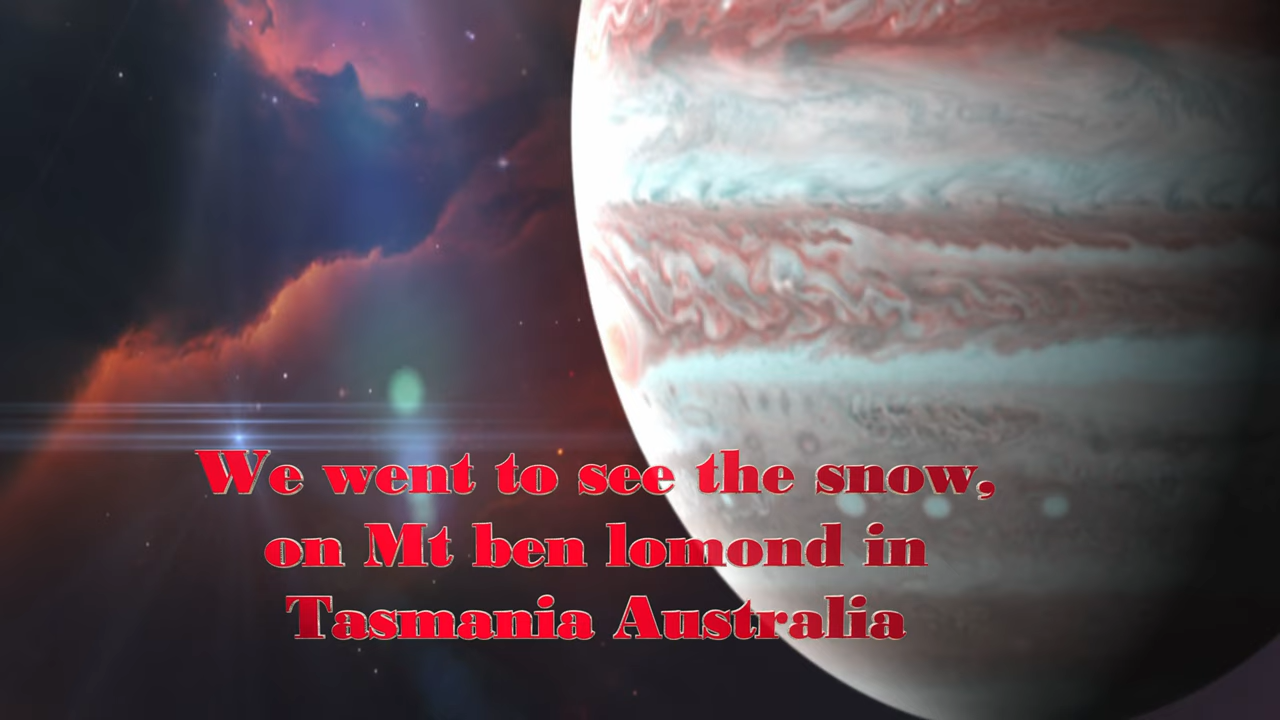 We went to see the snow,
on Mt ben lomond in
Tasmania Australia